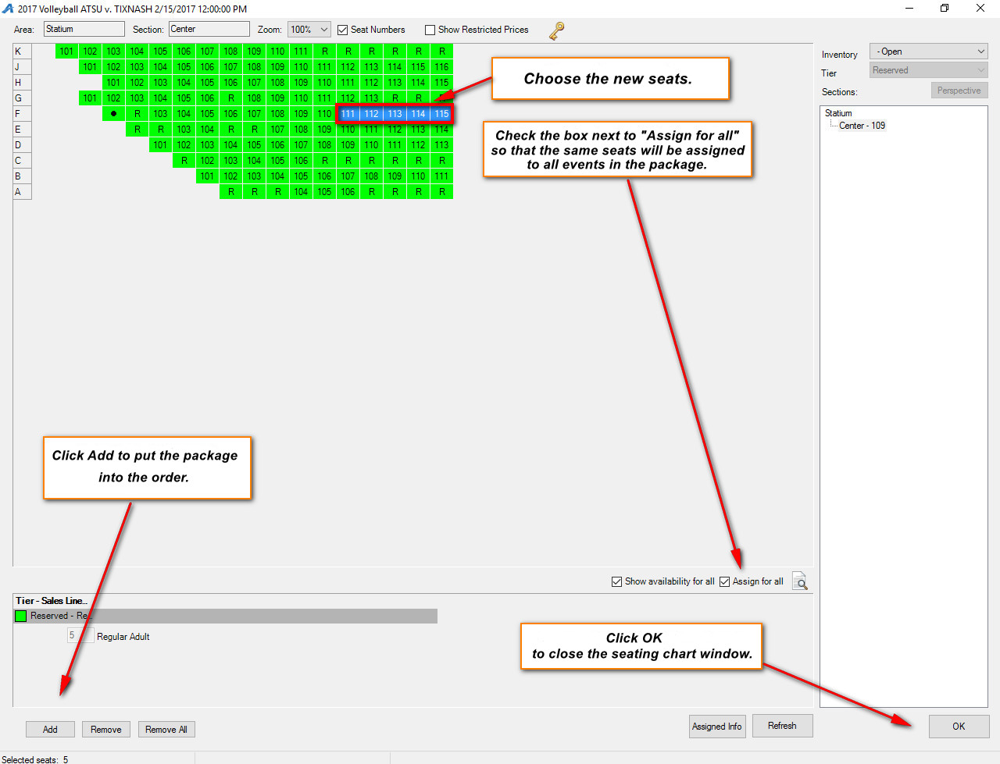 2017 Volleyball ATSU v. TIXNASH 2/15/2017 12:00:00 PM
Area: Statium Section: Center Zoom: 100% Seat Numbers Show Restricted Prices
K 101 102 103 104 105 106 107 108 109 110 111 R R R R R R
J 101 102 103 104 105 106 107 108 109 110 111 112 113 114 115 116
H 101 102 103 104 105 106 107 108 109 110 111 112 113 114 115
G 101 102 103 104 105 106 R 108 109 110 111 112 113 R R
F R 103 104 105 106 107 108 109 110 111 112 113 114 115
E R R 103 104 R R 107 108 109 110 111 112 113 114
D 101 102 103 104 105 106 107 108 109 110 111 112 113
C R 102 103 104 105 106 R R R R R R
B 101 102 103 104 105 106 107 108 109 110 111
A R R R 104 105 106 R R R R
Choose the new seats.
Check the box next to "Assign for all"
so that the same seats will be assigned
to all events in the package.
Inventory - Open
Tier Reserved
Sections: Perspective
Statium
Center - 109
Click Add to put the package
into the order.
Show availability for all Assign for all
Tier - Sales Line...
Reserved - Re...
5 Regular Adult
Click OK
to close the seating chart window.
Add Remove Remove All Assigned Info Refresh OK
Selected seats: 5